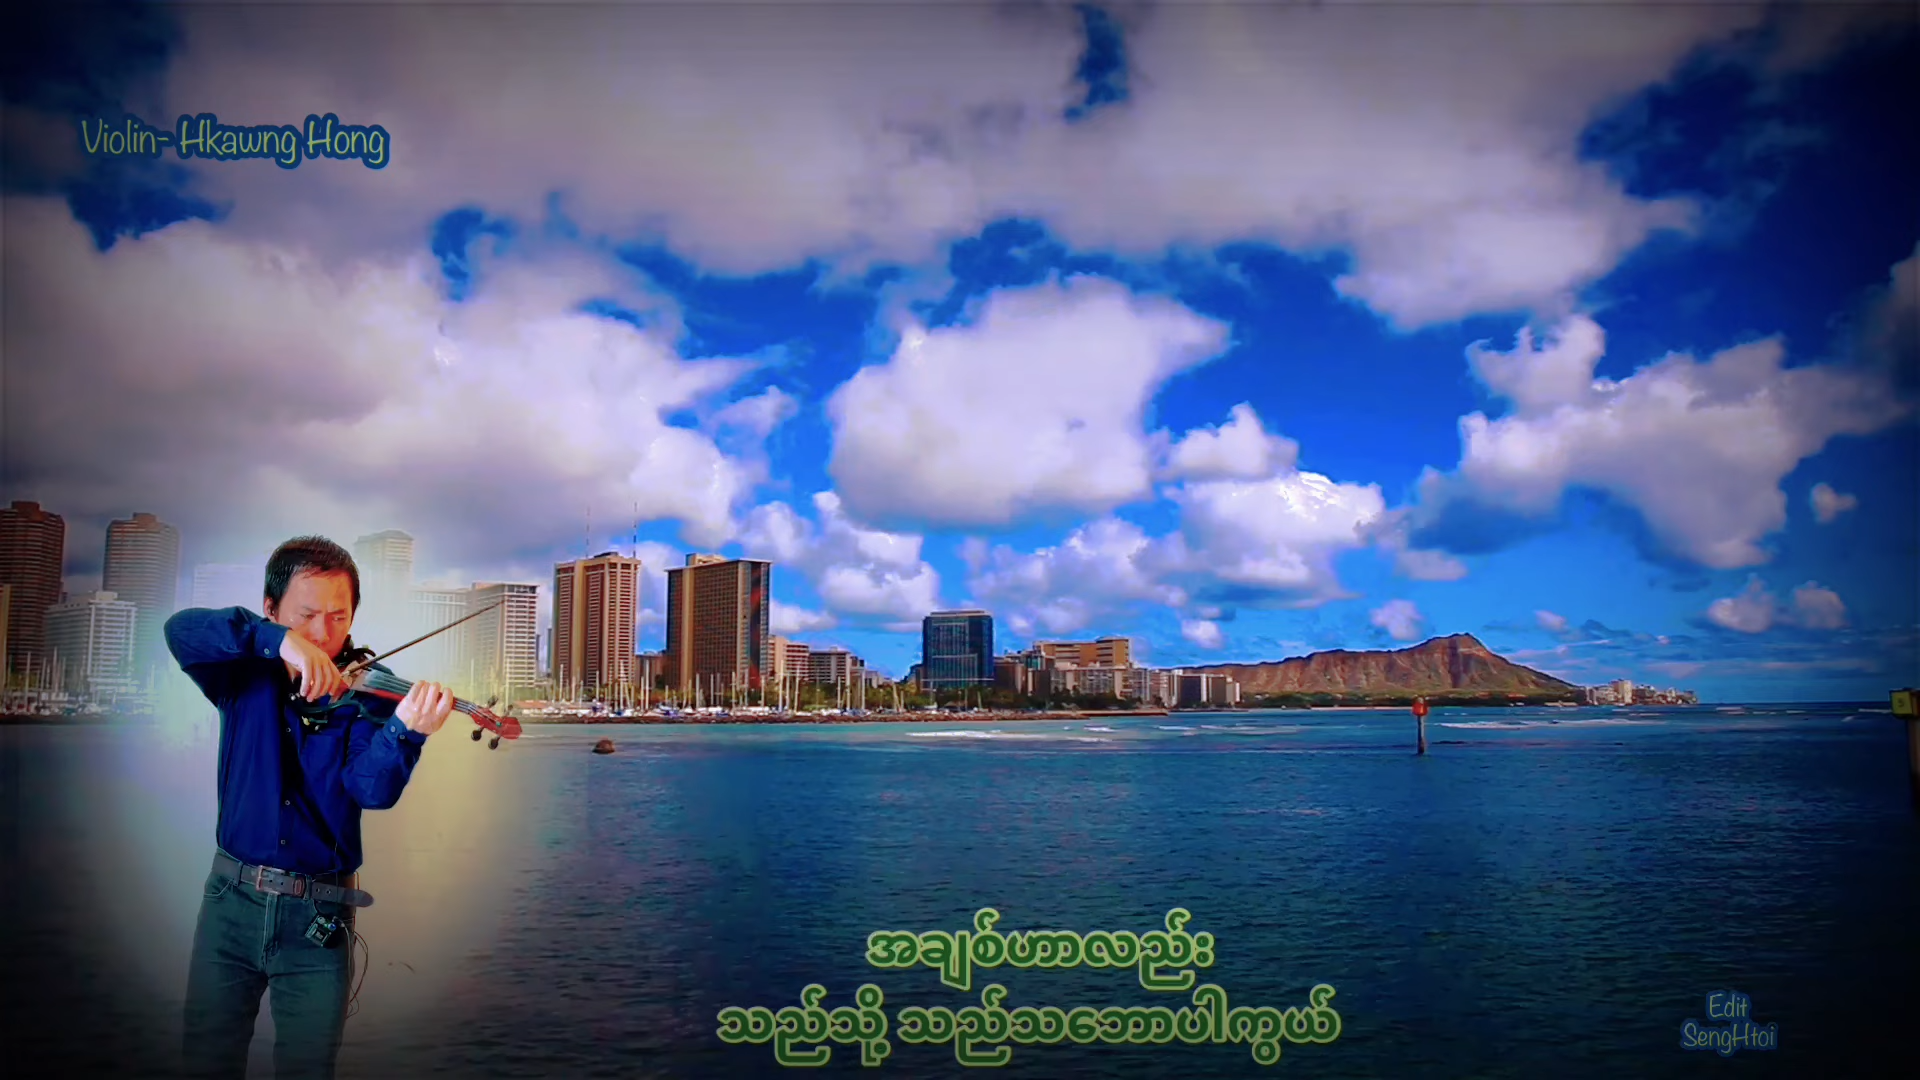 Violin- Hkawng Hong
အချစ်ဟာလည်း
သည်သို့ သည်သဘောပါကွယ်
Edit
SengHtoi